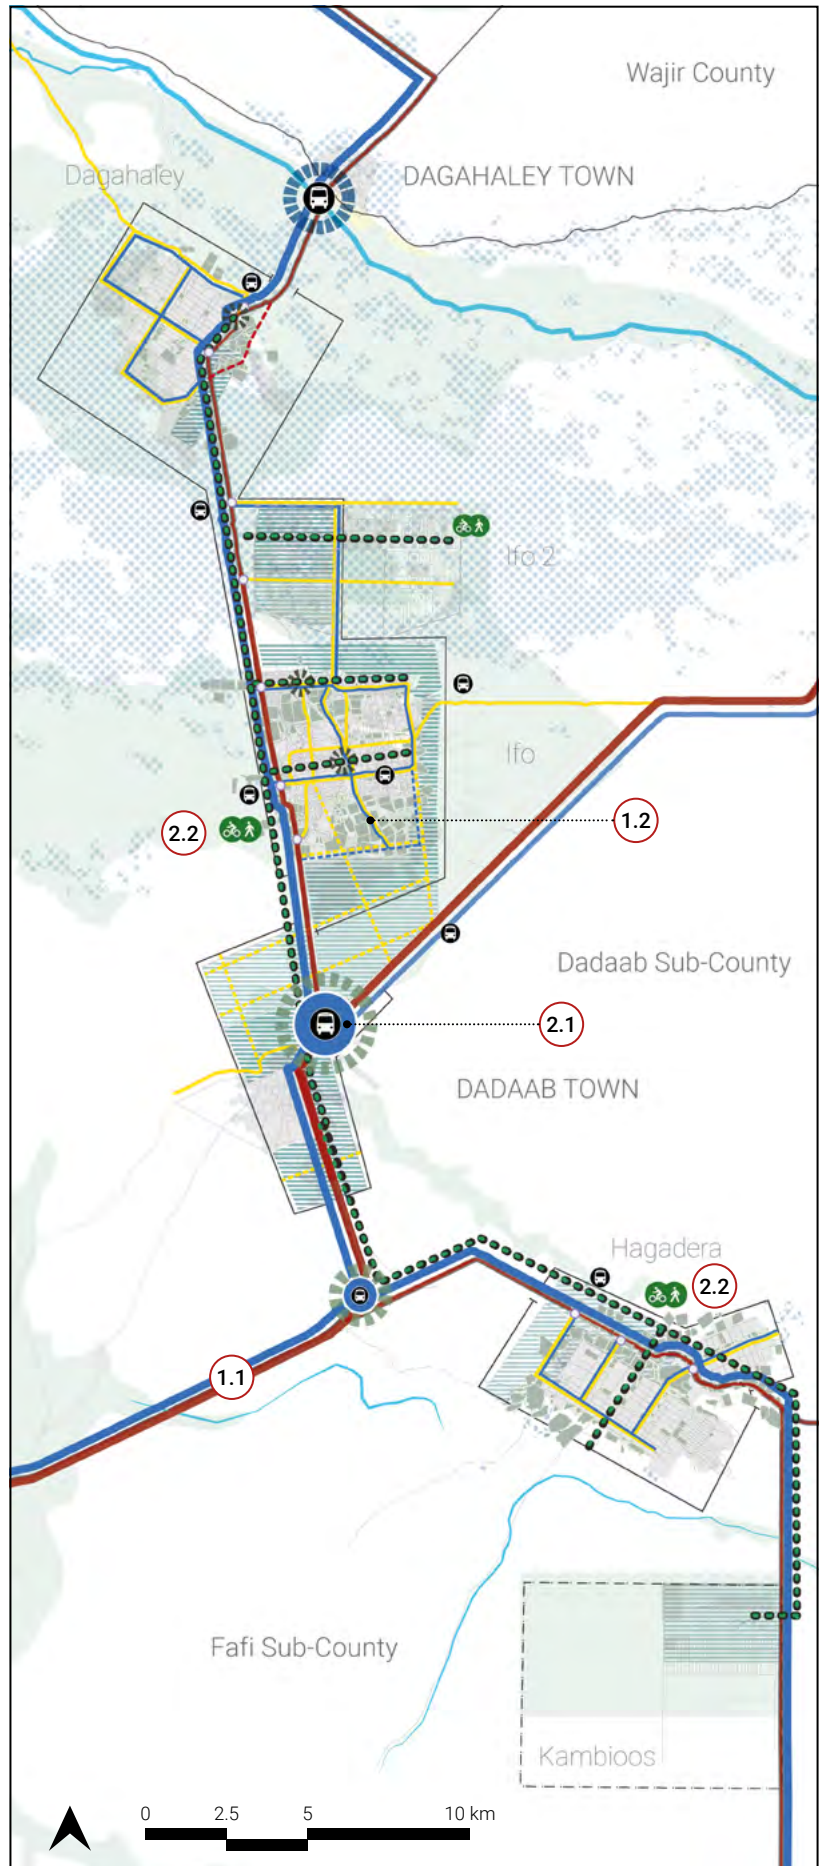 Wajir County
Dagahaley
DAGAHALEY TOWN
Ifo 2
Ifo
2.2
1.2
Dadaab Sub-County
2.1
DADAAB TOWN
Hagadera
2.2
1.1
Fafi Sub-County
Kambioos
0 2.5 5 10 km